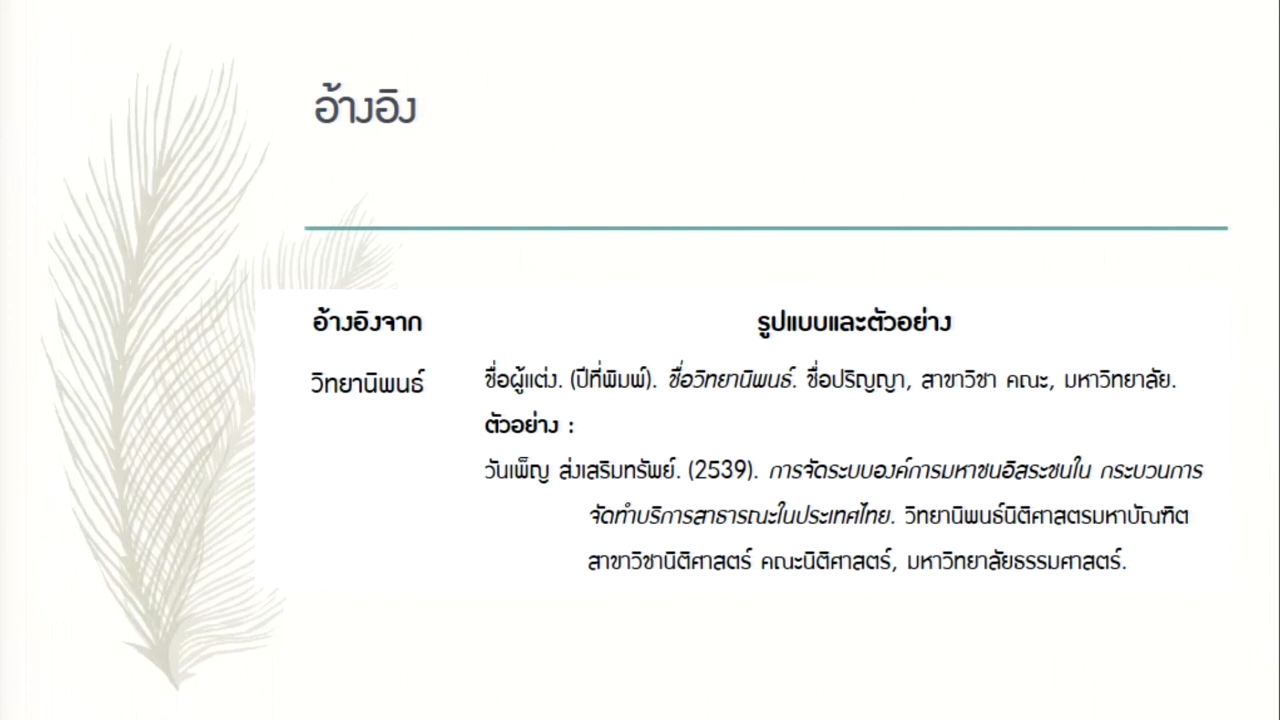 อ้างอิง
อ้างอิงจาก รูปแบบและตัวอย่าง
วิทยานิพนธ์ ชื่อผู้แต่ง. (ปีที่พิมพ์). ชื่อวิทยานิพนธ์. ชื่อปริญญา, สาขาวิชา คณะ, มหาวิทยาลัย.
ตัวอย่าง :
วันเพ็ญ ส่งเสริมทรัพย์. (2539). การจัดระบบองค์การมหาชนอิสระชนใน กระบวนการ
จัดทำบริการสาธารณะในประเทศไทย. วิทยานิพนธ์นิติศาสตรมหาบัณฑิต
สาขาวิชานิติศาสตร์ คณะนิติศาสตร์, มหาวิทยาลัยธรรมศาสตร์.